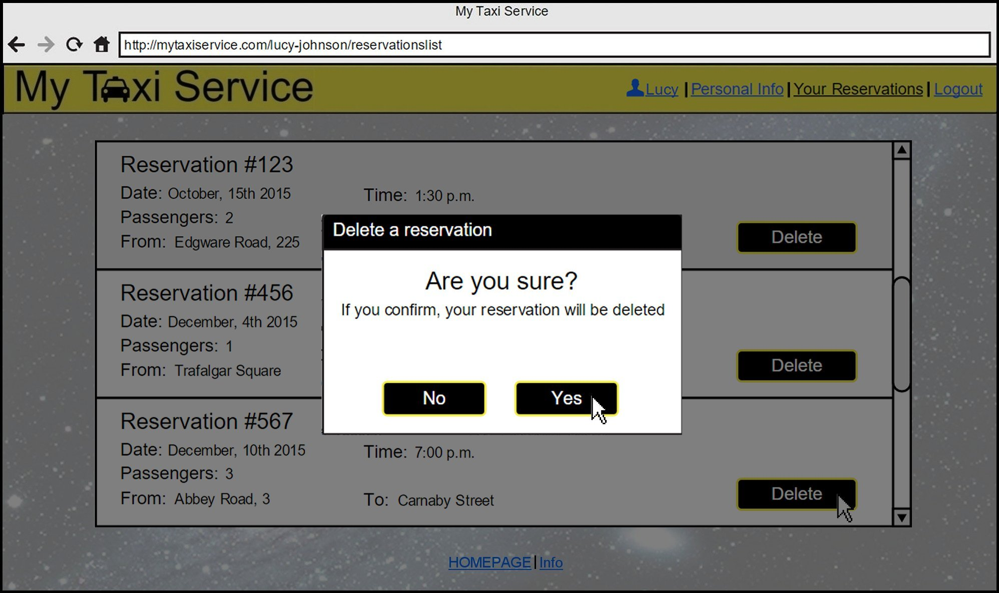 My Taxi Service
http://mytaxiservice.com/lucy-johnson/reservationslist
My Taxi Service
Lucy | Personal Info | Your Reservations | Logout
Reservation #123
Date: October, 15th 2015 Time: 1:30 p.m.
Passengers: 2
From: Edgware Road, 225
Delete
Reservation #456
Date: December, 4th 2015
Passengers: 1
From: Trafalgar Square
Delete
Reservation #567
Date: December, 10th 2015 Time: 7:00 p.m.
Passengers: 3
From: Abbey Road, 3 To: Carnaby Street
Delete
Delete a reservation
Are you sure?
If you confirm, your reservation will be deleted
No Yes
HOMEPAGE | Info